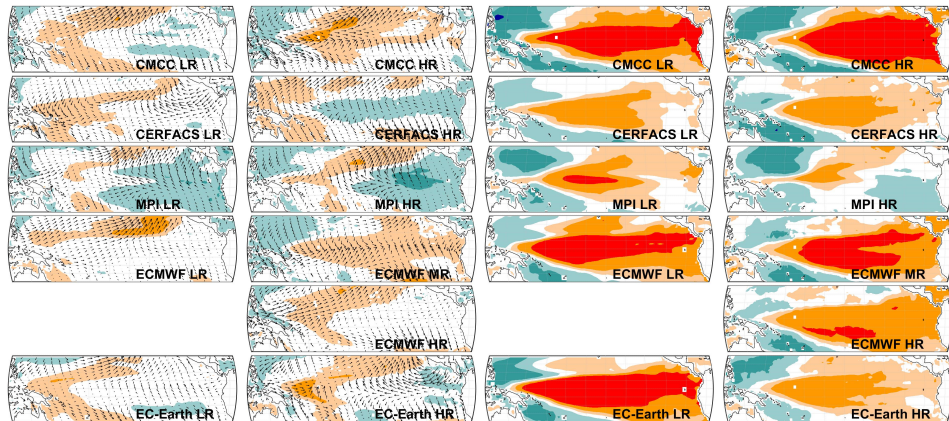 CMCC LR CMCC HR CMCC LR CMCC HR
CERFACS LR CERFACS HR CERFACS LR CERFACS HR
MPI LR MPI HR MPI LR MPI HR
ECMWF LR ECMWF MR ECMWF LR ECMWF MR
ECMWF HR ECMWF HR
EC-Earth LR EC-Earth HR EC-Earth LR EC-Earth HR